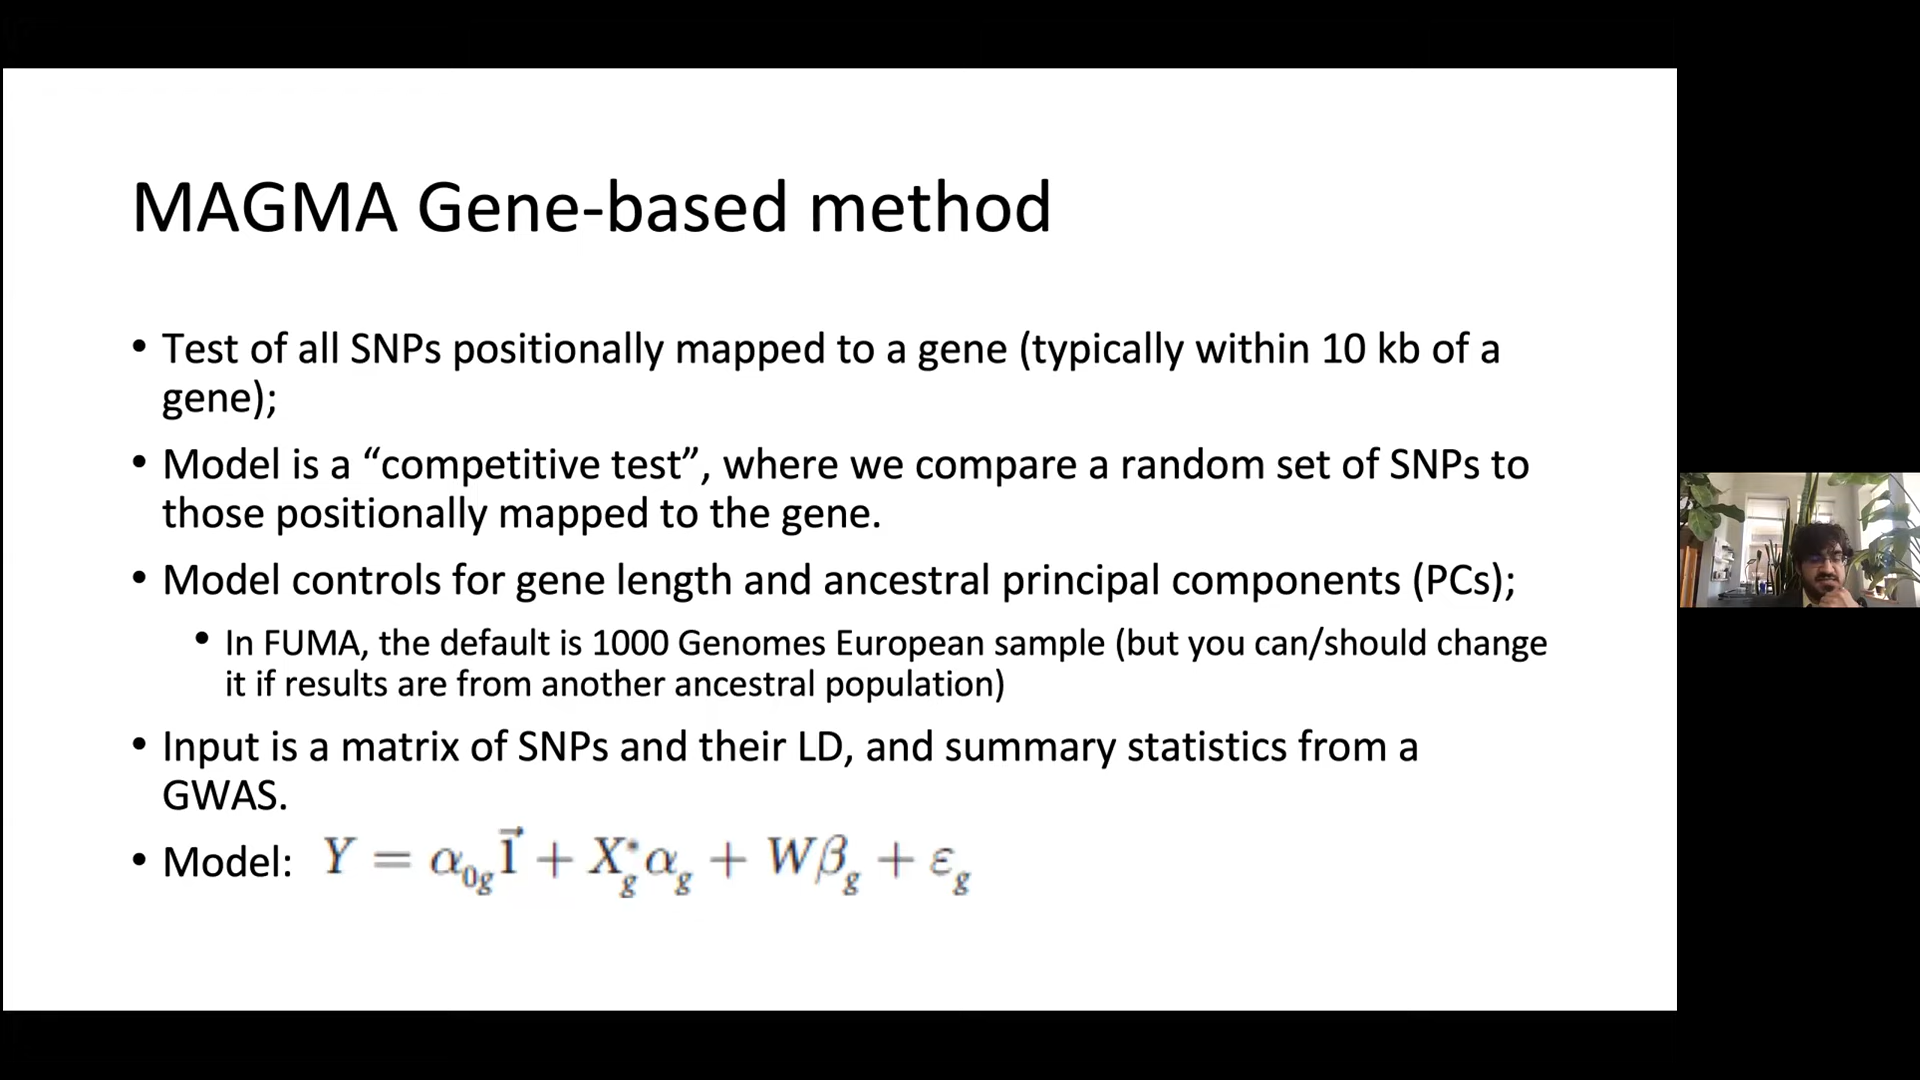 MAGMA Gene-based method
• Test of all SNPs positionally mapped to a gene (typically within 10 kb of a
gene);
• Model is a “competitive test”, where we compare a random set of SNPs to
those positionally mapped to the gene.
• Model controls for gene length and ancestral principal components (PCs);
• In FUMA, the default is 1000 Genomes European sample (but you can/should change
it if results are from another ancestral population)
• Input is a matrix of SNPs and their LD, and summary statistics from a
GWAS.
• Model: Y = α₀g1⃗ + X*gαg + Wβg + εg